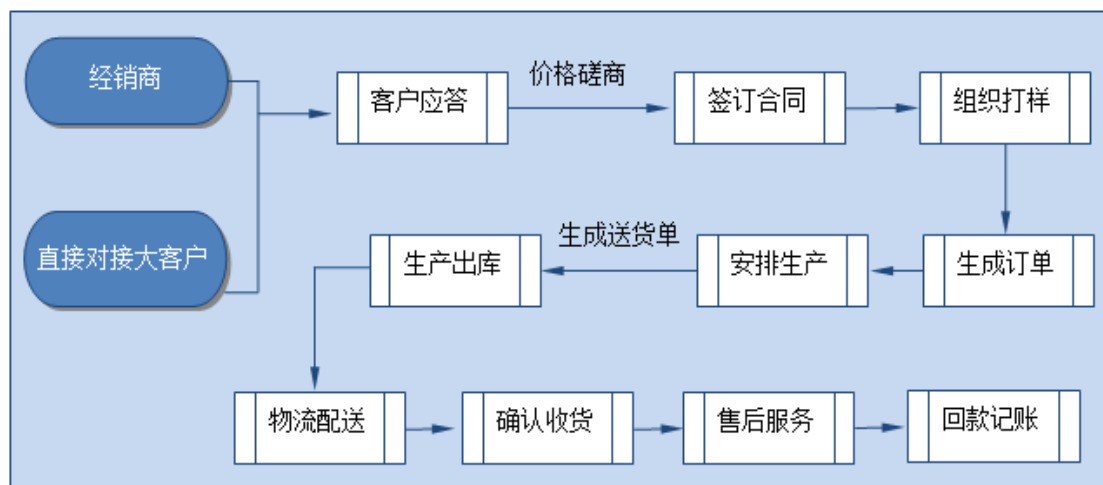 经销商
直接对接大客户
客户应答
价格磋商
签订合同
组织打样
生成订单
安排生产
生成送货单
生产出库
物流配送
确认收货
售后服务
回款记账